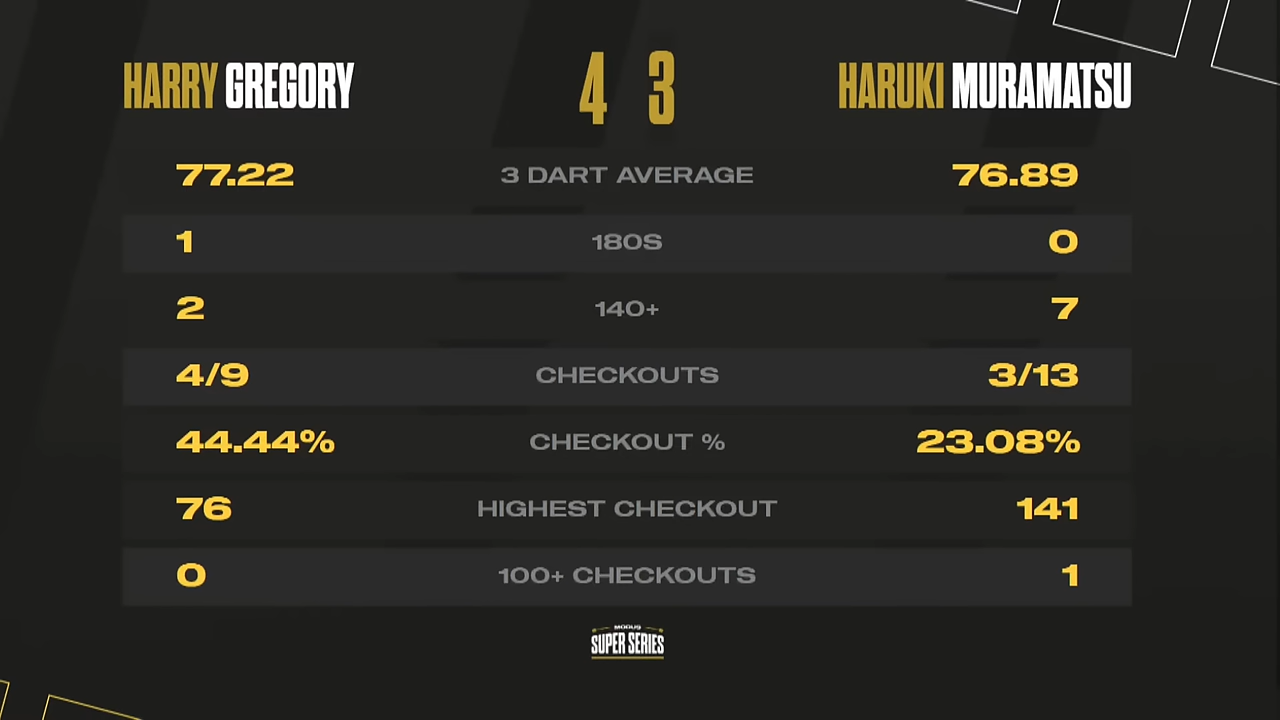 HARRY GREGORY 4 3 HARUKI MURAMATSU
77.22 3 DART AVERAGE 76.89
1 180S 0
2 140+ 7
4/9 CHECKOUTS 3/13
44.44% CHECKOUT % 23.08%
76 HIGHEST CHECKOUT 141
0 100+ CHECKOUTS 1
MODUS
SUPER SERIES